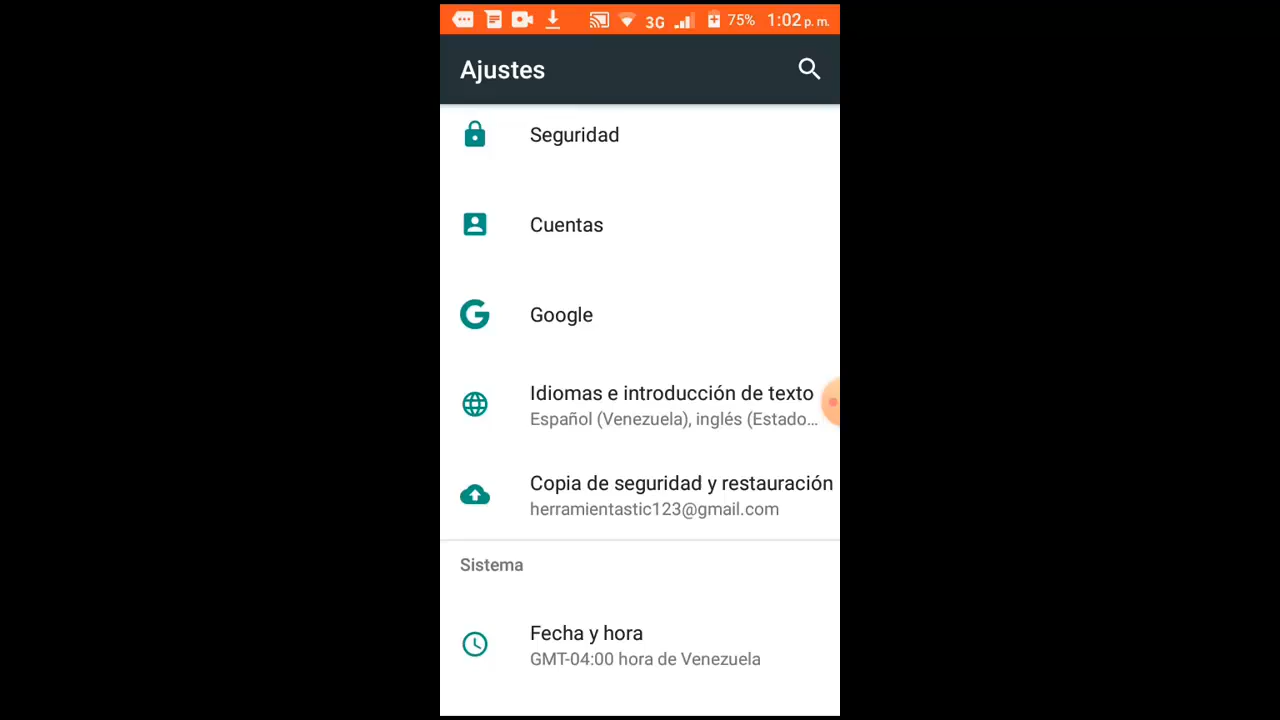 3G 75% 1:02 p. m.
Ajustes
Seguridad
Cuentas
Google
Idiomas e introducción de texto
Español (Venezuela), inglés (Estado...
Copia de seguridad y restauración
herramientastic123@gmail.com
Sistema
Fecha y hora
GMT-04:00 hora de Venezuela